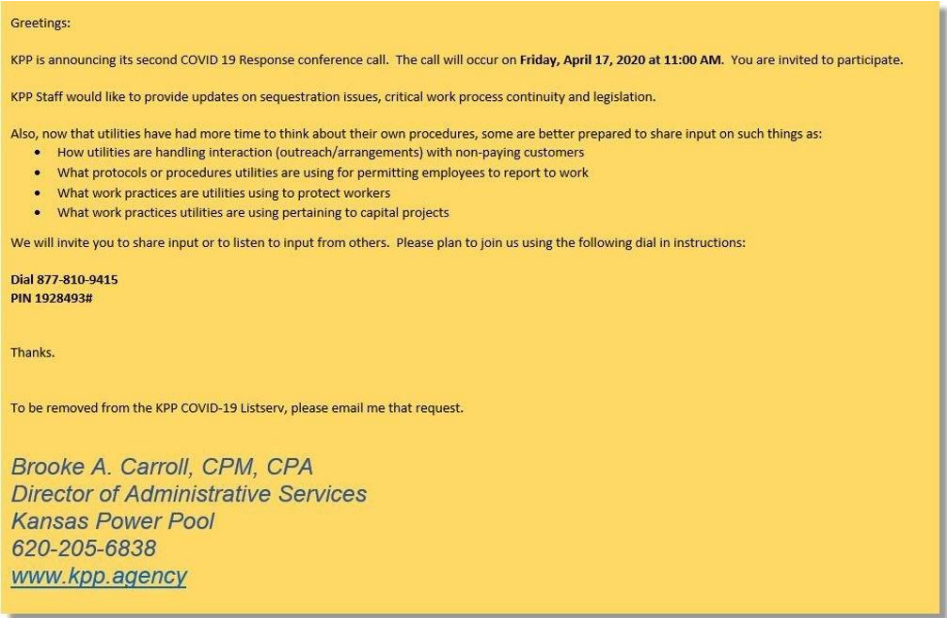 Greetings:
KPP is announcing its second COVID 19 Response conference call.  The call will occur on Friday, April 17, 2020 at 11:00 AM.  You are invited to participate.
KPP Staff would like to provide updates on sequestration issues, critical work process continuity and legislation.
Also, now that utilities have had more time to think about their own procedures, some are better prepared to share input on such things as:
• How utilities are handling interaction (outreach/arrangements) with non-paying customers
• What protocols or procedures utilities are using for permitting employees to report to work
• What work practices are utilities using to protect workers
• What work practices utilities are using pertaining to capital projects
We will invite you to share input or to listen to input from others.  Please plan to join us using the following dial in instructions:
Dial 877-810-9415
PIN 1928493#
Thanks.
To be removed from the KPP COVID-19 Listserv, please email me that request.
Brooke A. Carroll, CPM, CPA
Director of Administrative Services
Kansas Power Pool
620-205-6838
www.kpp.agency